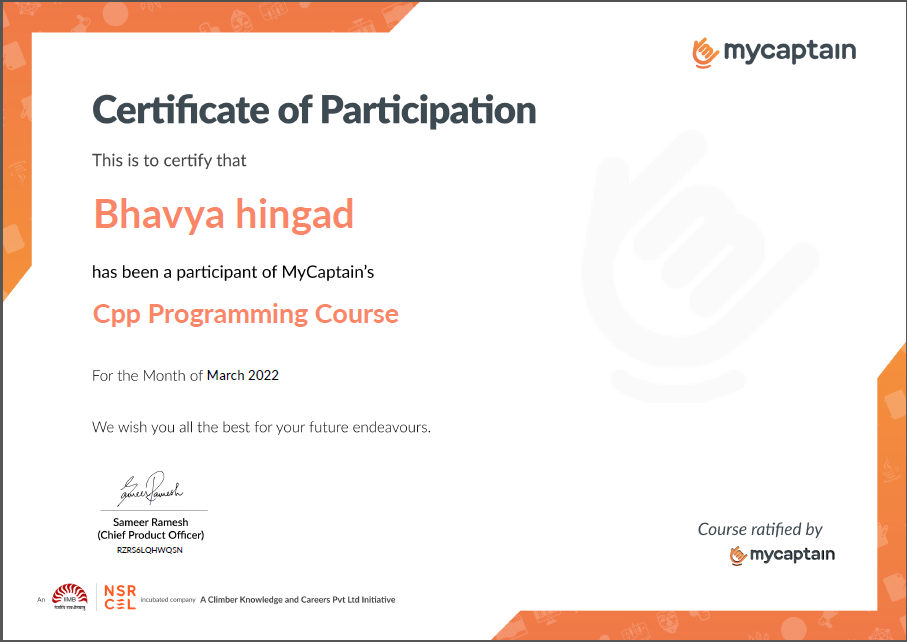 mycaptain
Certificate of Participation
This is to certify that
Bhavya hingad
has been a participant of MyCaptain's
Cpp Programming Course
For the Month of March 2022
We wish you all the best for your future endeavours.
Sameer Ramesh
Sameer Ramesh
(Chief Product Officer)
RZRS6LQHWQSN
Course ratified by
mycaptain
An IIMB NSRCEL incubated company A Climber Knowledge and Careers Pvt Ltd Initiative